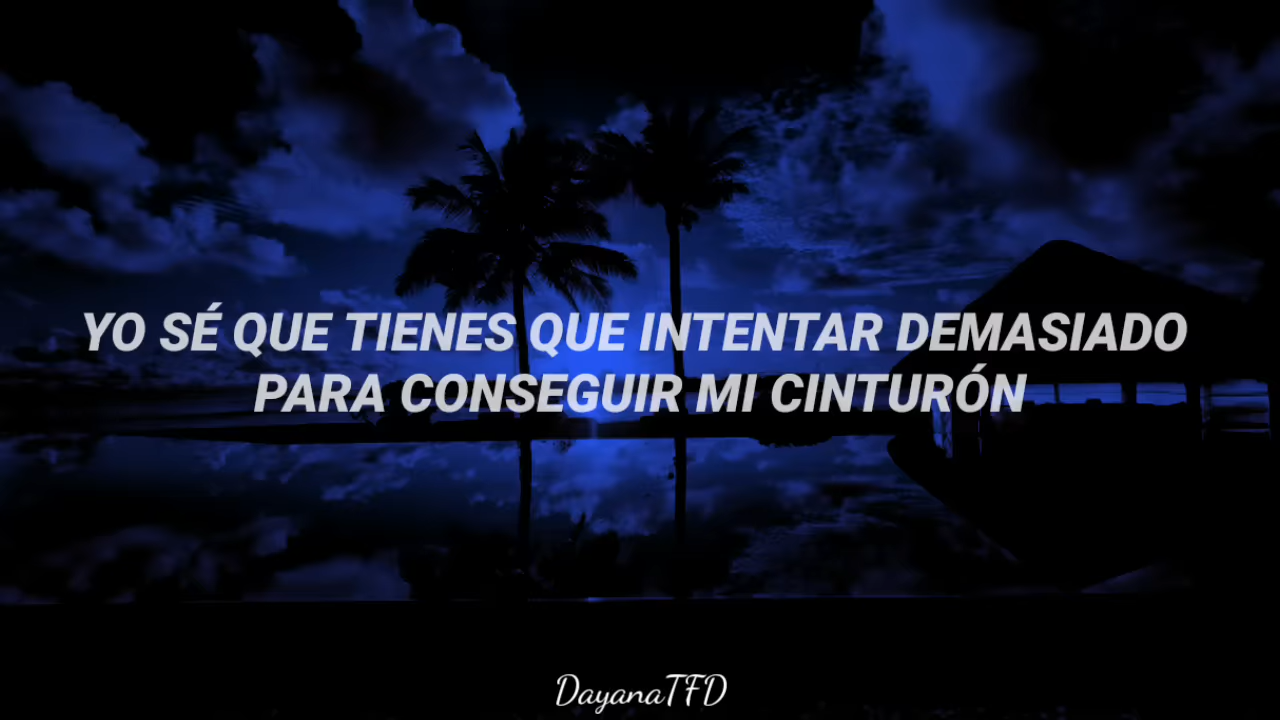 YO SÉ QUE TIENES QUE INTENTAR DEMASIADO
PARA CONSEGUIR MI CINTURÓN
DayanaTFD